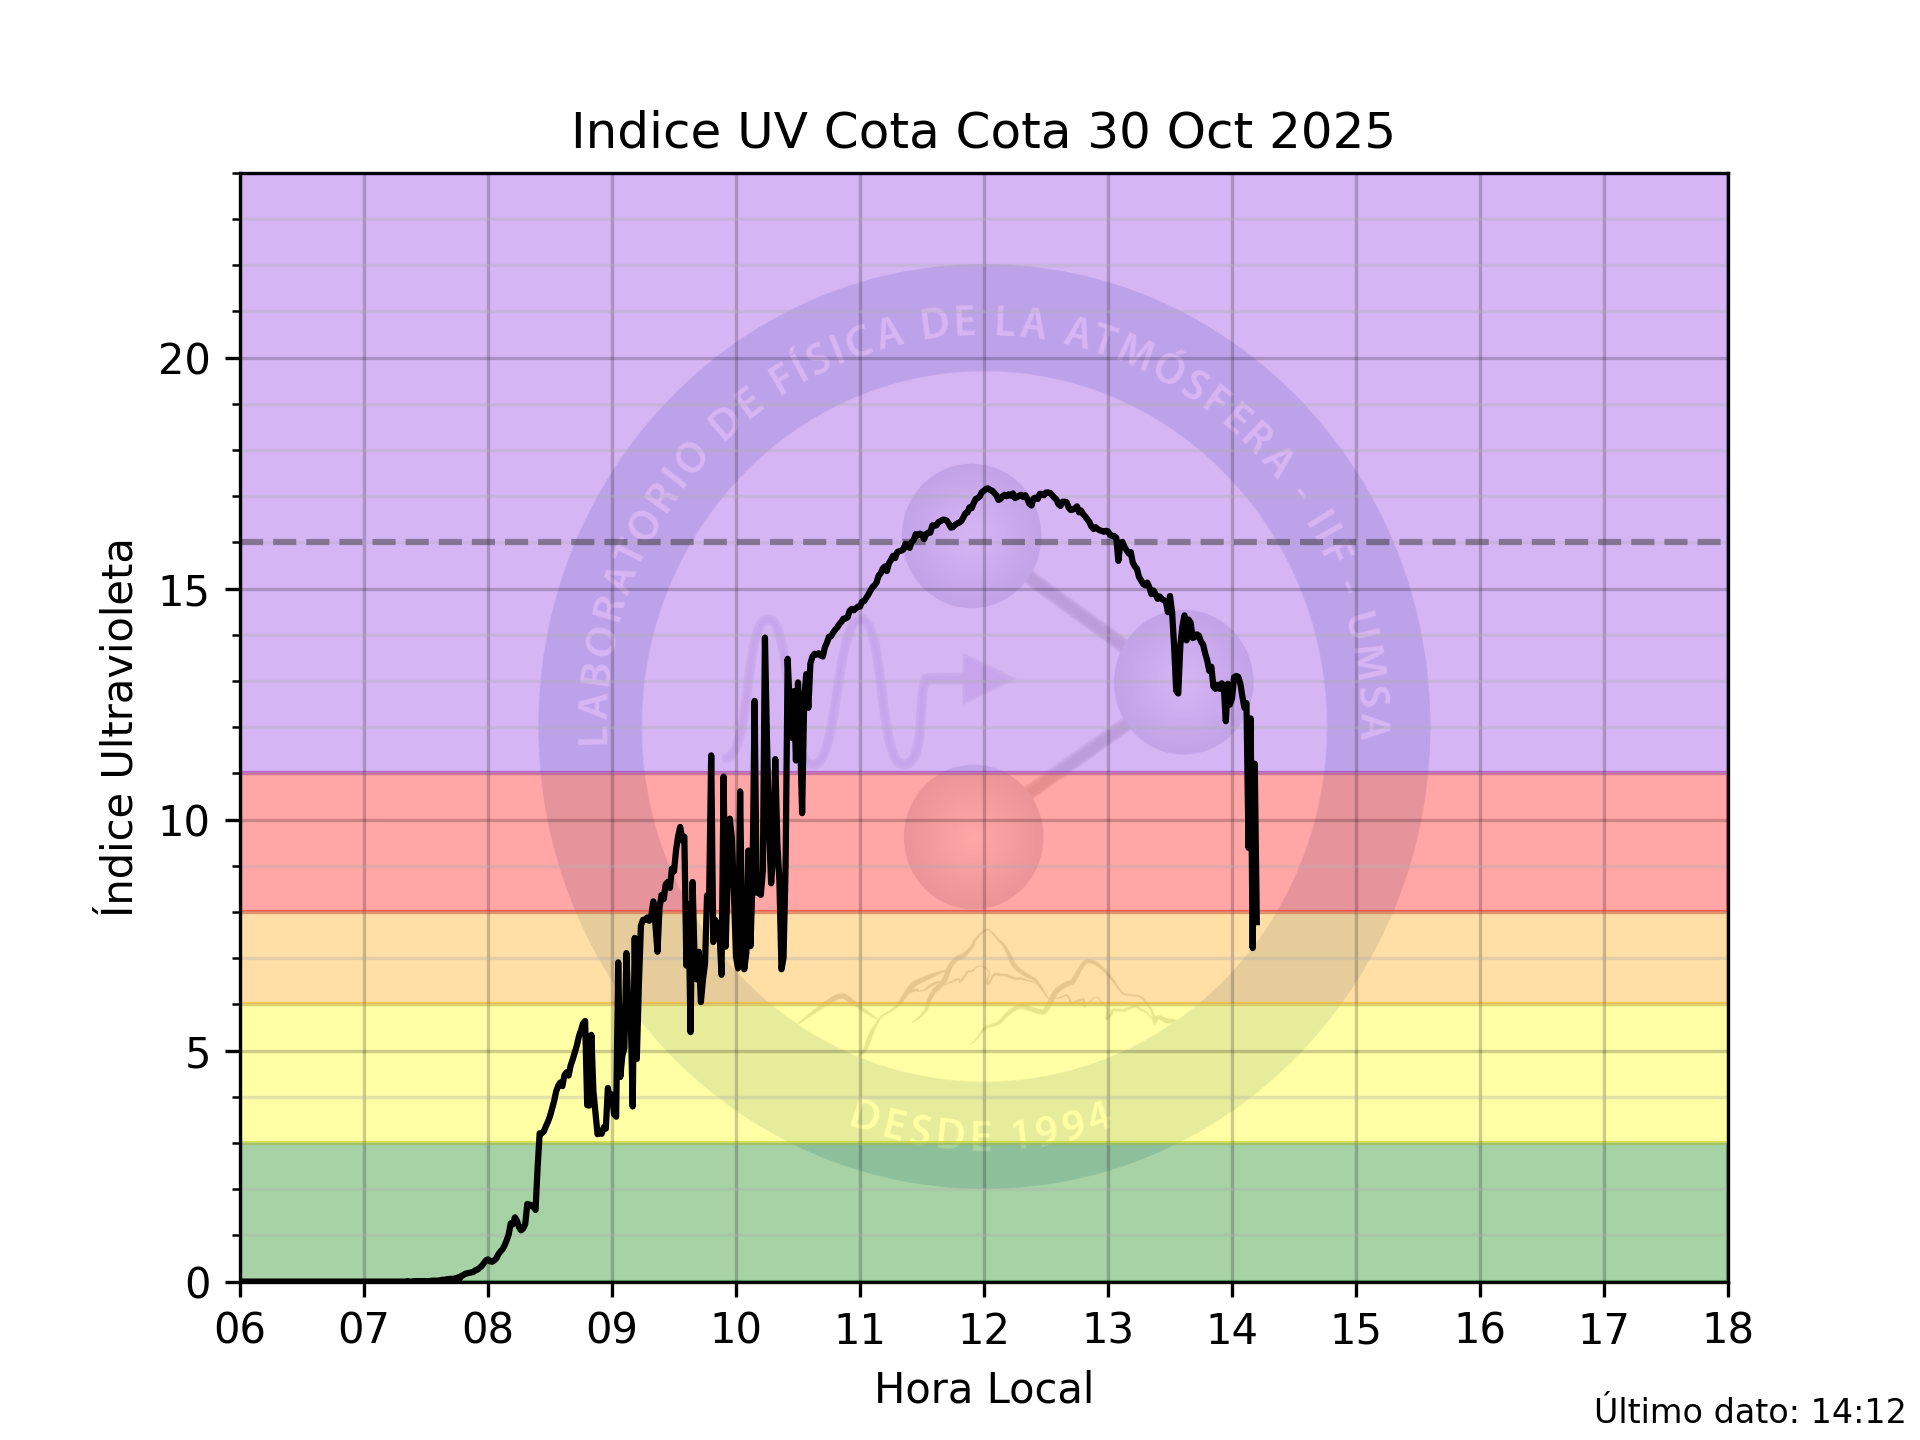 Indice UV Cota Cota 30 Oct 2025
LABORATORIO DE FÍSICA DE LA ATMÓSFERA - IIF - UMSA
DESDE 1994
Índice Ultravioleta
20
15
10
5
0
06 07 08 09 10 11 12 13 14 15 16 17 18
Hora Local
Último dato: 14:12